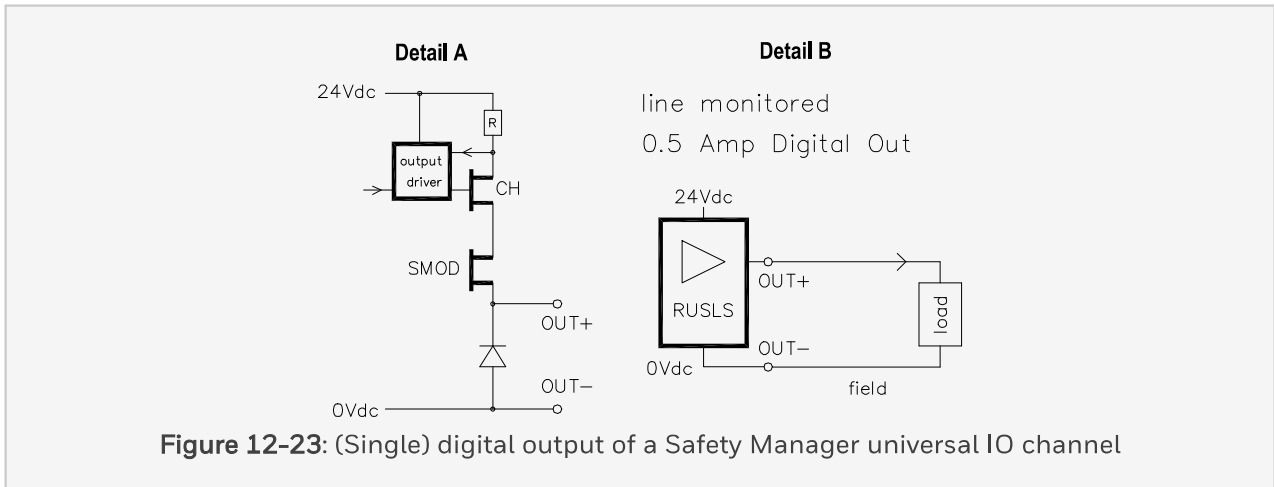 Detail A
24Vdc
R
output
driver
CH
SMOD
OUT+
OUT−
0Vdc
Detail B
line monitored
0.5 Amp Digital Out
24Vdc
OUT+
RUSLS
load
OUT−
0Vdc
field
Figure 12-23: (Single) digital output of a Safety Manager universal IO channel